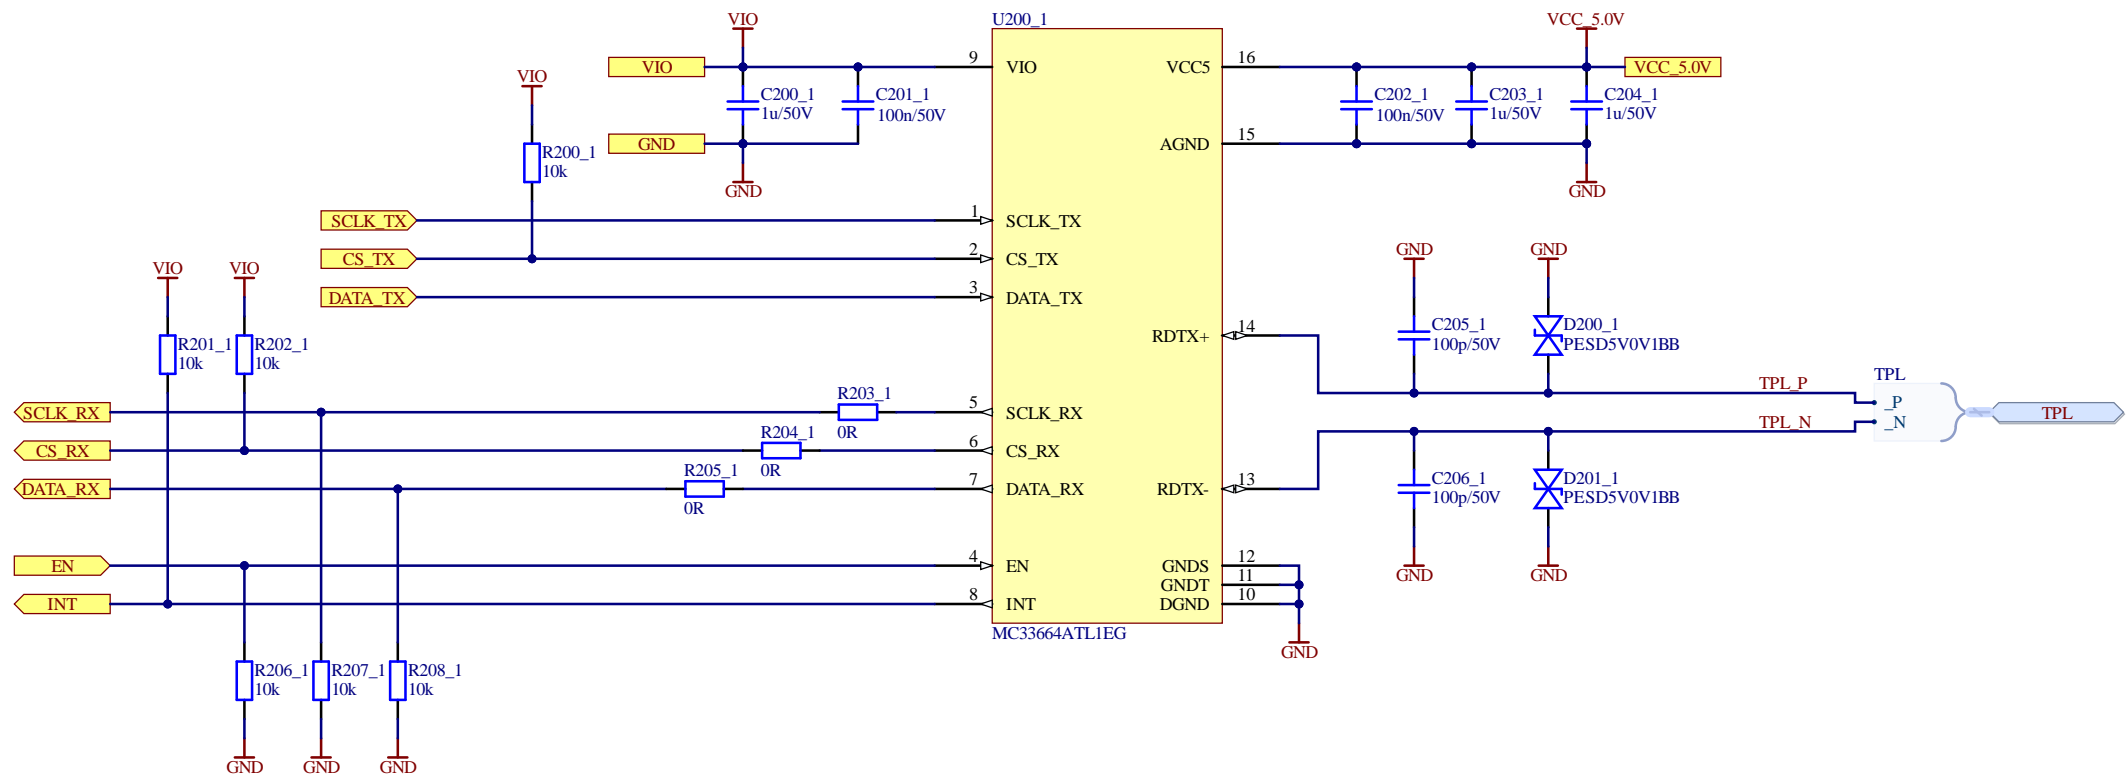 U200_1
VIO
VCC_5.0V
VIO
9
VIO
VCC5
16
VCC_5.0V
VIO
C200_1
1u/50V
C201_1
100n/50V
C202_1
100n/50V
C203_1
1u/50V
C204_1
1u/50V
GND
AGND
15
R200_1
10k
GND
GND
SCLK_TX
1
SCLK_TX
CS_TX
2
CS_TX
GND
GND
VIO
VIO
DATA_TX
3
DATA_TX
RDTX+
14
C205_1
100p/50V
D200_1
PESD5V0V1BB
R201_1
10k
R202_1
10k
TPL_P
TPL
_P
_N
TPL
R203_1
0R
SCLK_RX
5
SCLK_RX
TPL_N
R204_1
0R
CS_RX
6
CS_RX
R205_1
0R
DATA_RX
7
DATA_RX
RDTX-
13
C206_1
100p/50V
D201_1
PESD5V0V1BB
EN
4
EN
GNDS
12
GNDT
11
GND
GND
INT
8
INT
DGND
10
MC33664ATL1EG
GND
R206_1
10k
R207_1
10k
R208_1
10k
GND
GND
GND